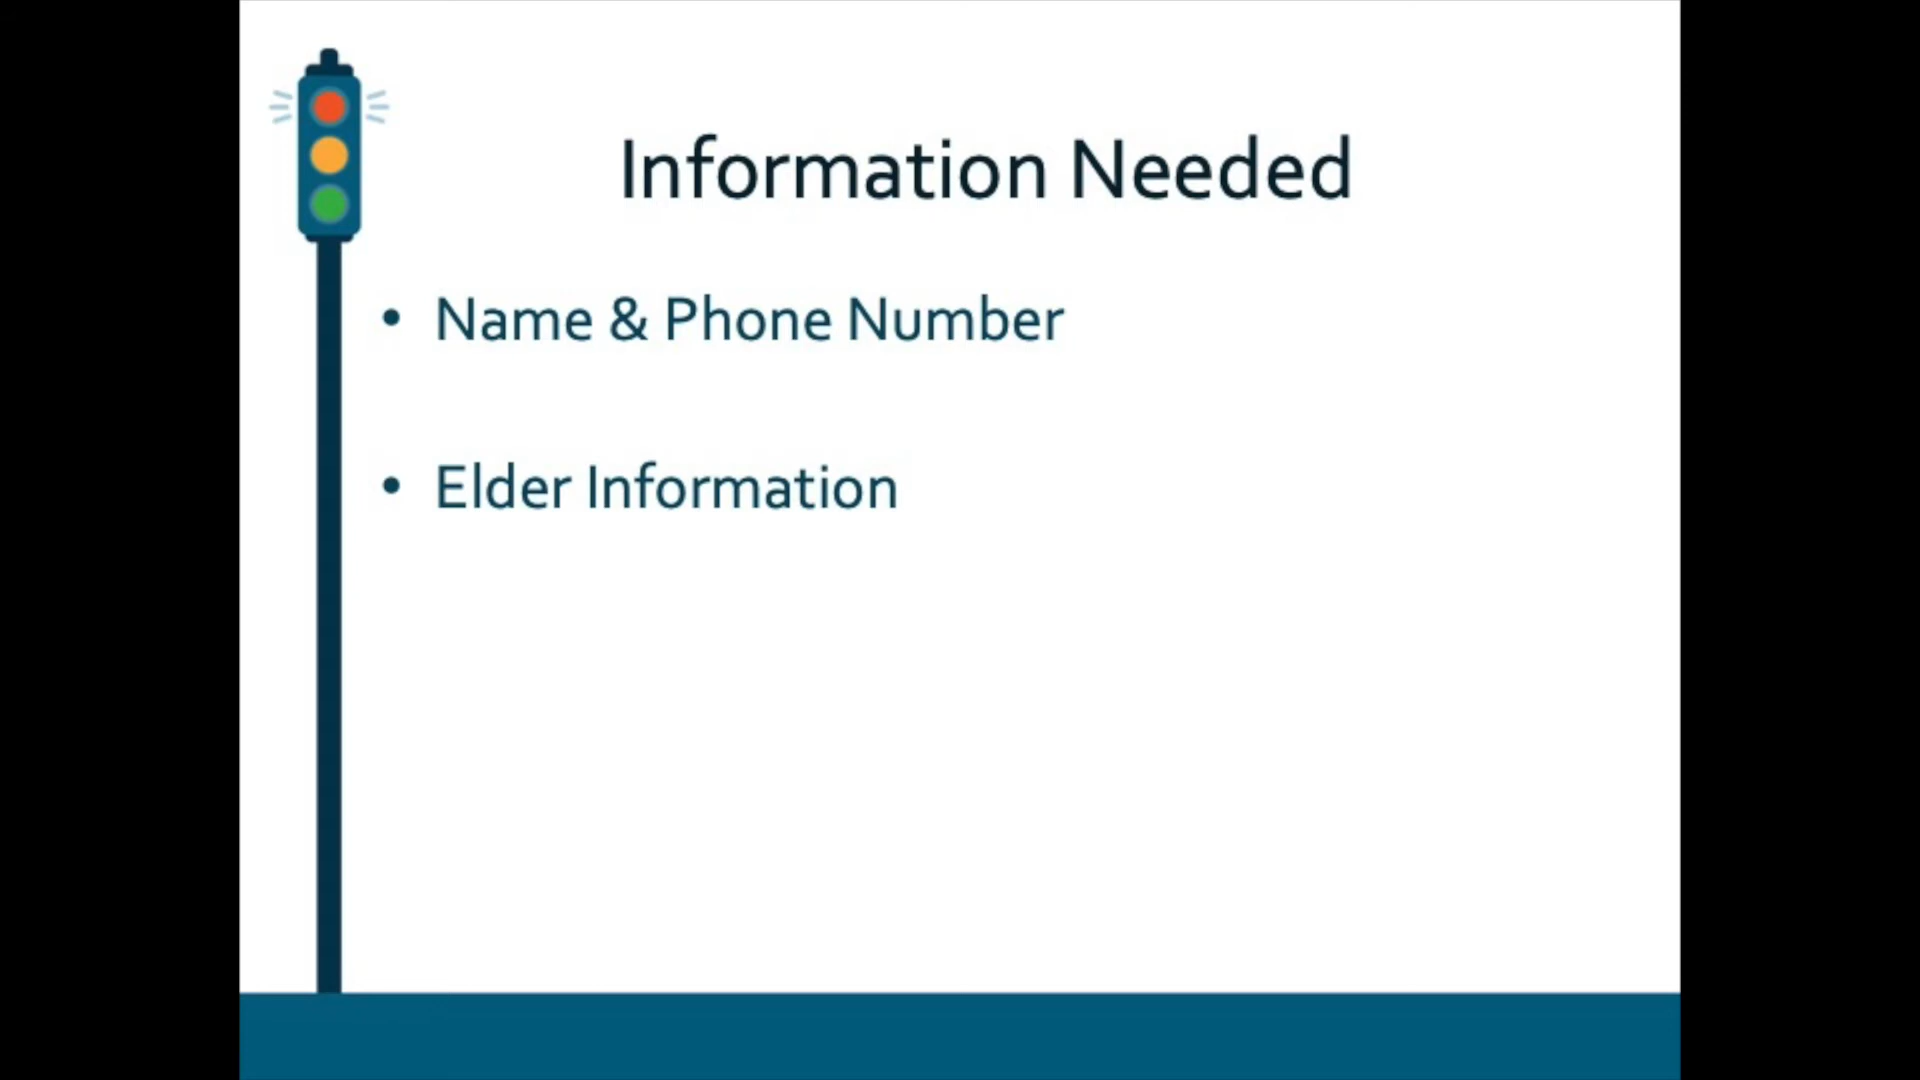 Information Needed
• Name & Phone Number
• Elder Information